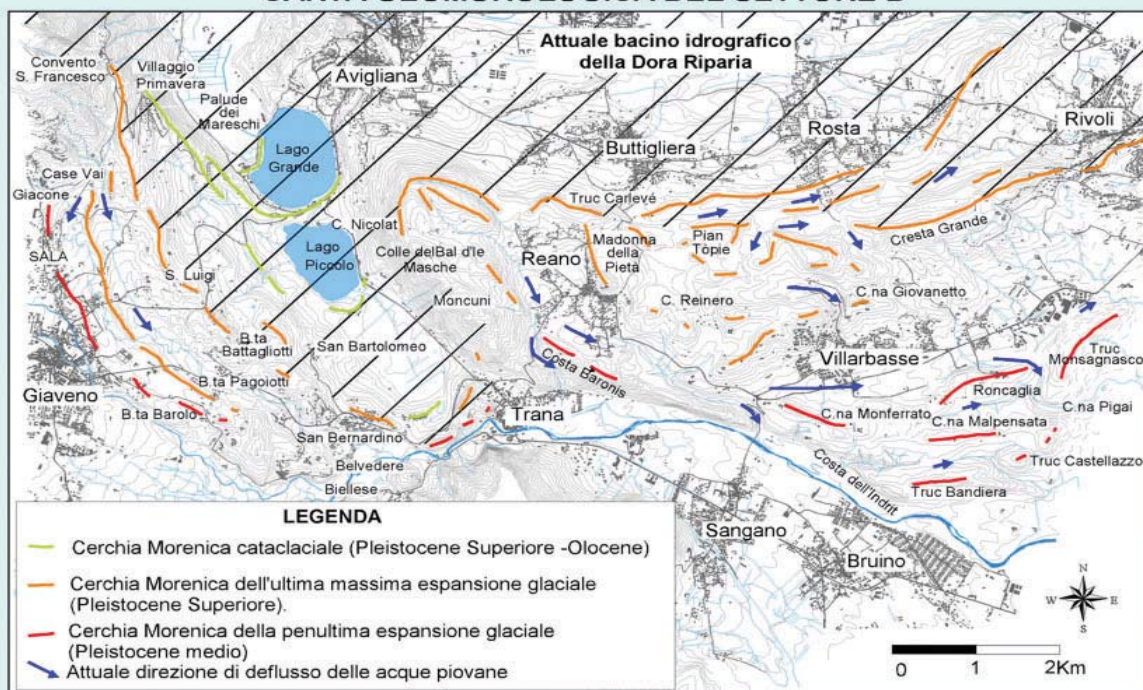 Attuale bacino idrografico
della Dora Riparia
Convento
S. Francesco
Villaggio
Primavera
Palude
dei
Mareschi
Avigliana
Lago
Grande
Buttigliera
Rosta
Rivoli
Case Vai
Giacone
SALA
S. Luigi
C. Nicolat
Lago
Piccolo
Colle del Bal d'le
Masche
Truc Carlevé
Madonna
della
Pietà
Pian
Tòpie
Cresta Grande
Reano
C. Reinero
C.na Giovanetto
Moncuni
B.ta
Battagliotti
San Bartolomeo
Villarbasse
Truc
Monsagnasco
Roncaglia
Costa Baronis
B.ta Pagoiotti
Giaveno
B.ta Barolo
San Bernardino
Trana
C.na Monferrato
C.na Pigai
C.na Malpensata
Belvedere
Biellese
Truc Castellazzo
Costa dell'Indrit
Truc Bandiera
Sangano
Bruino
LEGENDA
Cerchia Morenica cataclaciale (Pleistocene Superiore -Olocene)
Cerchia Morenica dell'ultima massima espansione glaciale
(Pleistocene Superiore).
Cerchia Morenica della penultima espansione glaciale
(Pleistocene medio)
Attuale direzione di deflusso delle acque piovane
N
W
E
S
0 1 2Km